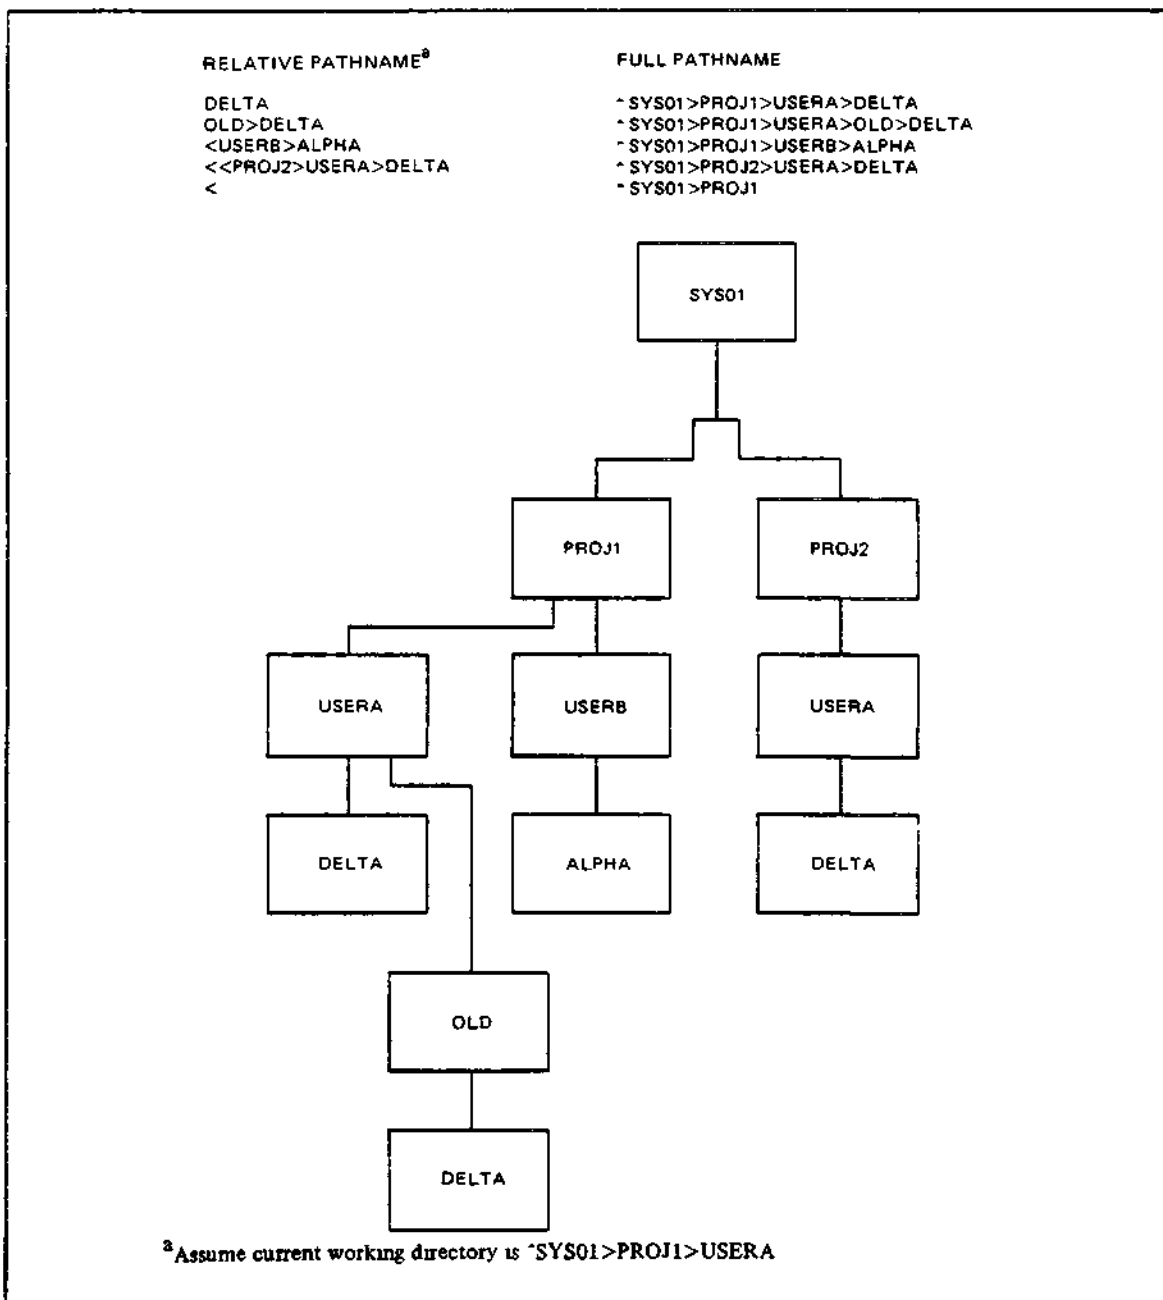 RELATIVE PATHNAMEᵃ FULL PATHNAME
DELTA ^SYS01>PROJ1>USERA>DELTA
OLD>DELTA ^SYS01>PROJ1>USERA>OLD>DELTA
<USERB>ALPHA ^SYS01>PROJ1>USERB>ALPHA
<<PROJ2>USERA>DELTA ^SYS01>PROJ2>USERA>DELTA
< ^SYS01>PROJ1
SYS01
PROJ1 PROJ2
USERA USERB USERA
DELTA ALPHA DELTA
OLD
DELTA
ᵃAssume current working directory is ^SYS01>PROJ1>USERA